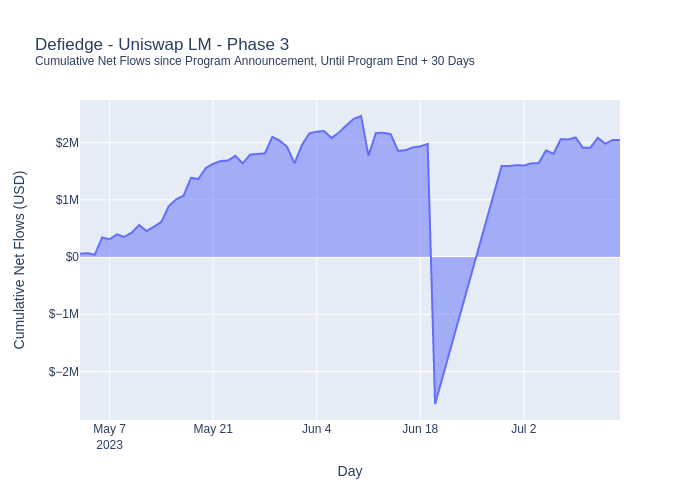 Defiedge - Uniswap LM - Phase 3
Cumulative Net Flows since Program Announcement, Until Program End + 30 Days
Cumulative Net Flows (USD)
$2M
$1M
$0
$−1M
$−2M
May 7
2023
May 21
Jun 4
Jun 18
Jul 2
Day